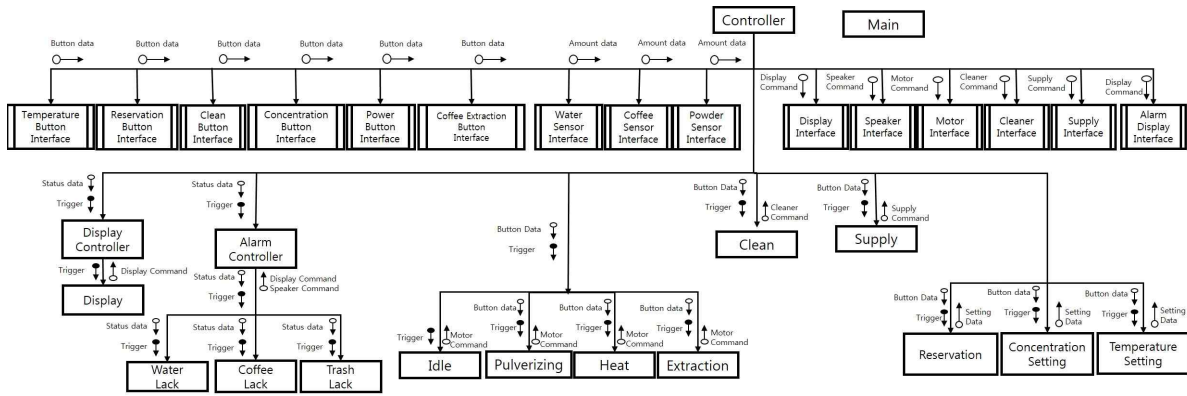 Controller
Main
Button data
Button data
Button data
Button data
Button data
Button data
Amount data
Amount data
Amount data
Display
Command
Speaker
Command
Motor
Command
Cleaner
Command
Supply
Command
Display
Command
Temperature
Button
Interface
Reservation
Button
Interface
Clean
Button
Interface
Concentration
Button
Interface
Power
Button
Interface
Coffee Extraction
Button
Interface
Water
Sensor
Interface
Coffee
Sensor
Interface
Powder
Sensor
Interface
Display
Interface
Speaker
Interface
Motor
Interface
Cleaner
Interface
Supply
Interface
Alarm
Display
Interface
Status data
Trigger
Status data
Trigger
Button Data
Trigger
Button Data
Trigger
Cleaner
Command
Button Data
Trigger
Supply
Command
Display
Controller
Alarm
Controller
Clean
Supply
Trigger
Display Command
Status data
Trigger
Display Command
Speaker Command
Display
Status data
Trigger
Status data
Trigger
Status data
Trigger
Water
Lack
Coffee
Lack
Trash
Lack
Trigger
Motor
Command
Button data
Trigger
Motor
Command
Button data
Trigger
Motor
Command
Button data
Trigger
Motor
Command
Idle
Pulverizing
Heat
Extraction
Button Data
Trigger
Setting
Data
Button data
Trigger
Setting
Data
Button data
Trigger
Setting
Data
Reservation
Concentration
Setting
Temperature
Setting